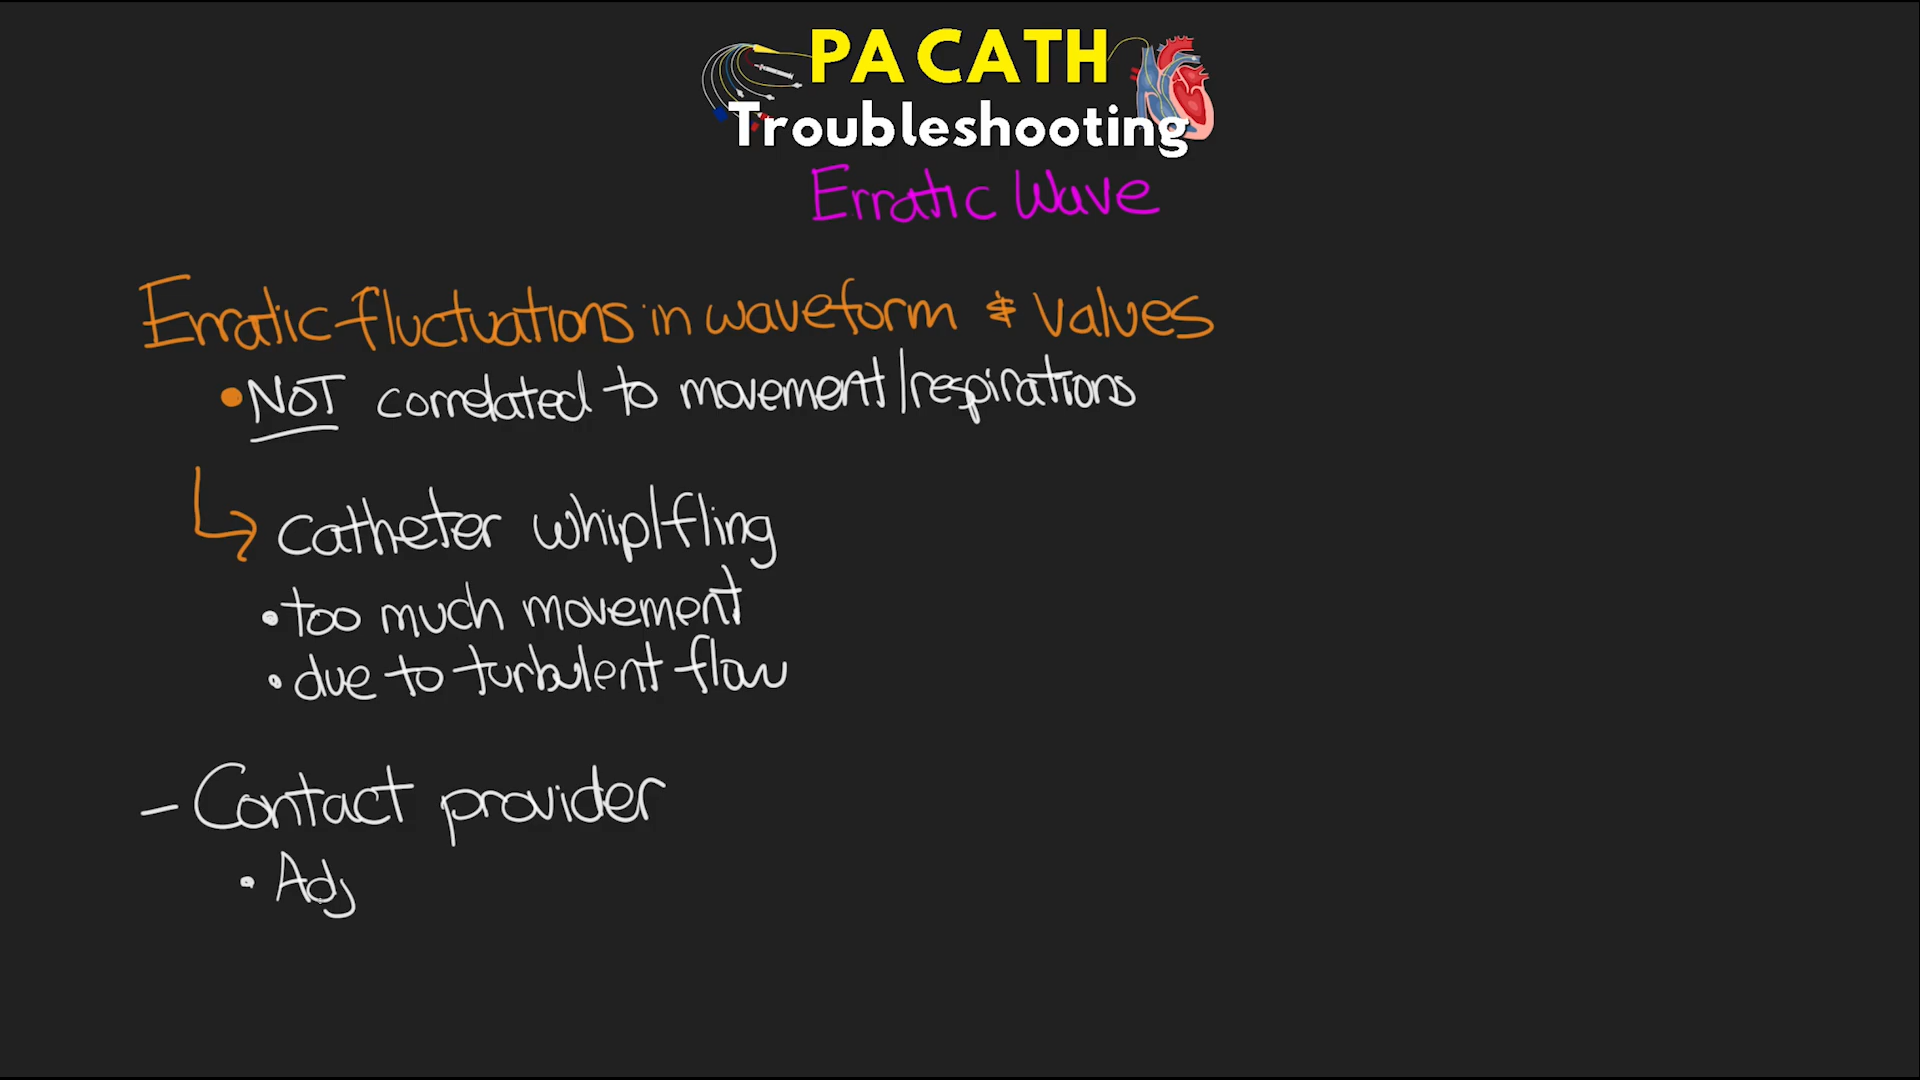 PA CATH
Troubleshooting
Erratic Wave
Erratic fluctuations in waveform & values
• NOT correlated to movement/respirations
Catheter whip/fling
• too much movement
• due to turbulent flow
- Contact provider
• Adj